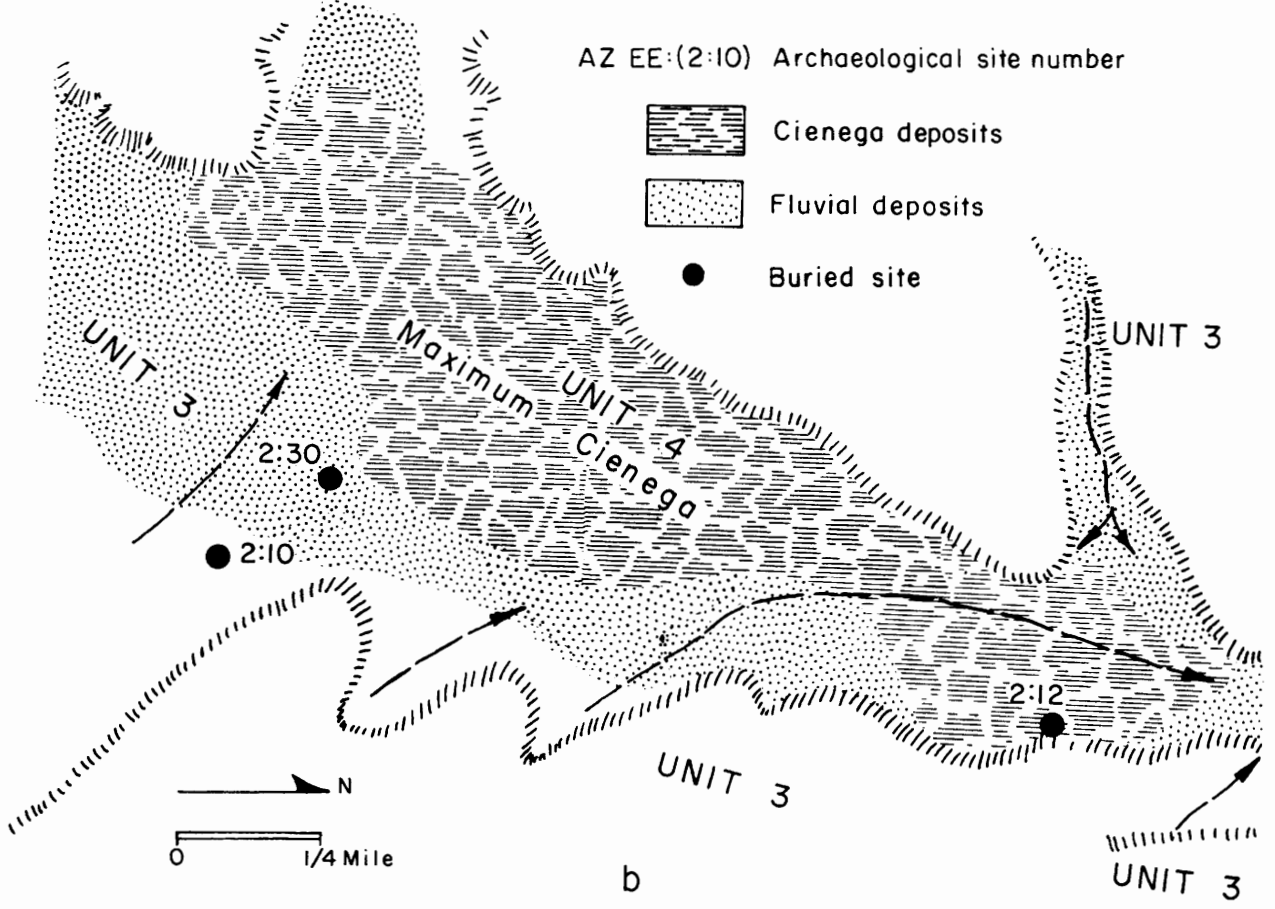 AZ EE:(2:10) Archaeological site number
Cienega deposits
Fluvial deposits
Buried site
UNIT 3
UNIT 3
Maximum Cienega
UNIT 4
2:30
2:10
2:12
UNIT 3
N
0 1/4 Mile
UNIT 3
b